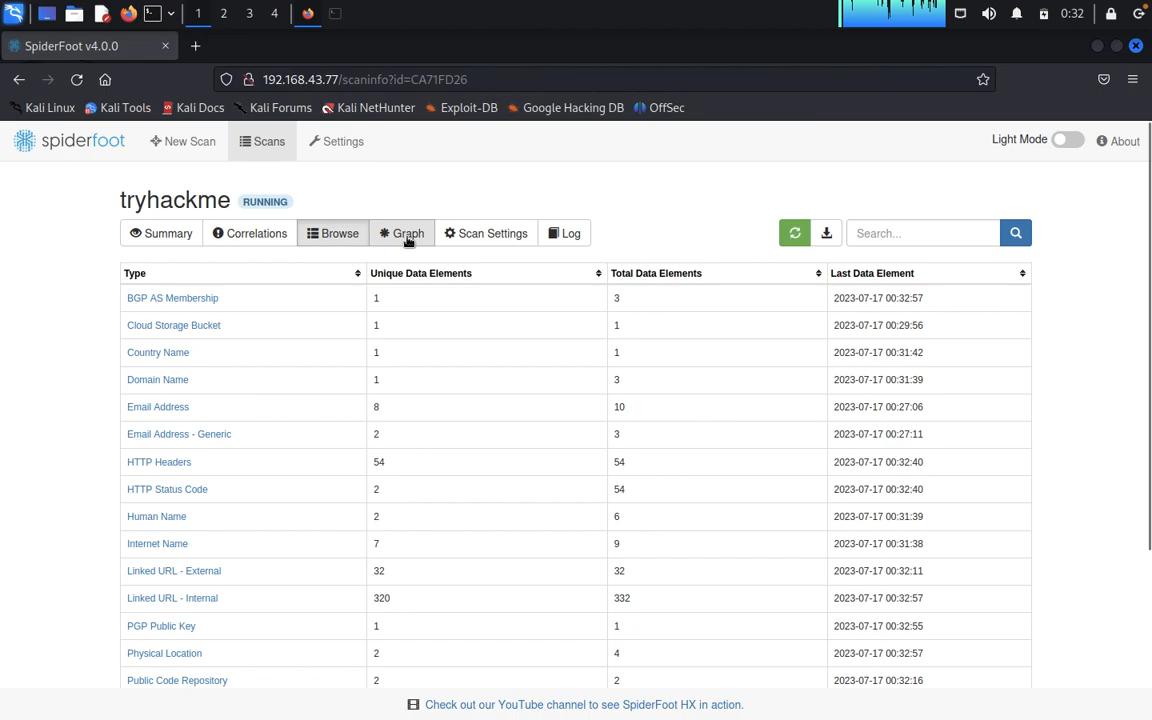 1 2 3 4 0:32
SpiderFoot v4.0.0
192.168.43.77/scaninfo?id=CA71FD26
Kali Linux Kali Tools Kali Docs Kali Forums Kali NetHunter Exploit-DB Google Hacking DB OffSec
spiderfoot New Scan Scans Settings Light Mode About
tryhackme RUNNING
Summary Correlations Browse Graph Scan Settings Log Search...
Type Unique Data Elements Total Data Elements Last Data Element
BGP AS Membership 1 3 2023-07-17 00:32:57
Cloud Storage Bucket 1 1 2023-07-17 00:29:56
Country Name 1 1 2023-07-17 00:31:42
Domain Name 1 3 2023-07-17 00:31:39
Email Address 8 10 2023-07-17 00:27:06
Email Address - Generic 2 3 2023-07-17 00:27:11
HTTP Headers 54 54 2023-07-17 00:32:40
HTTP Status Code 2 54 2023-07-17 00:32:40
Human Name 2 6 2023-07-17 00:31:39
Internet Name 7 9 2023-07-17 00:31:38
Linked URL - External 32 32 2023-07-17 00:32:11
Linked URL - Internal 320 332 2023-07-17 00:32:57
PGP Public Key 1 1 2023-07-17 00:32:55
Physical Location 2 4 2023-07-17 00:32:57
Public Code Repository 2 2 2023-07-17 00:32:16
Check out our YouTube channel to see SpiderFoot HX in action.